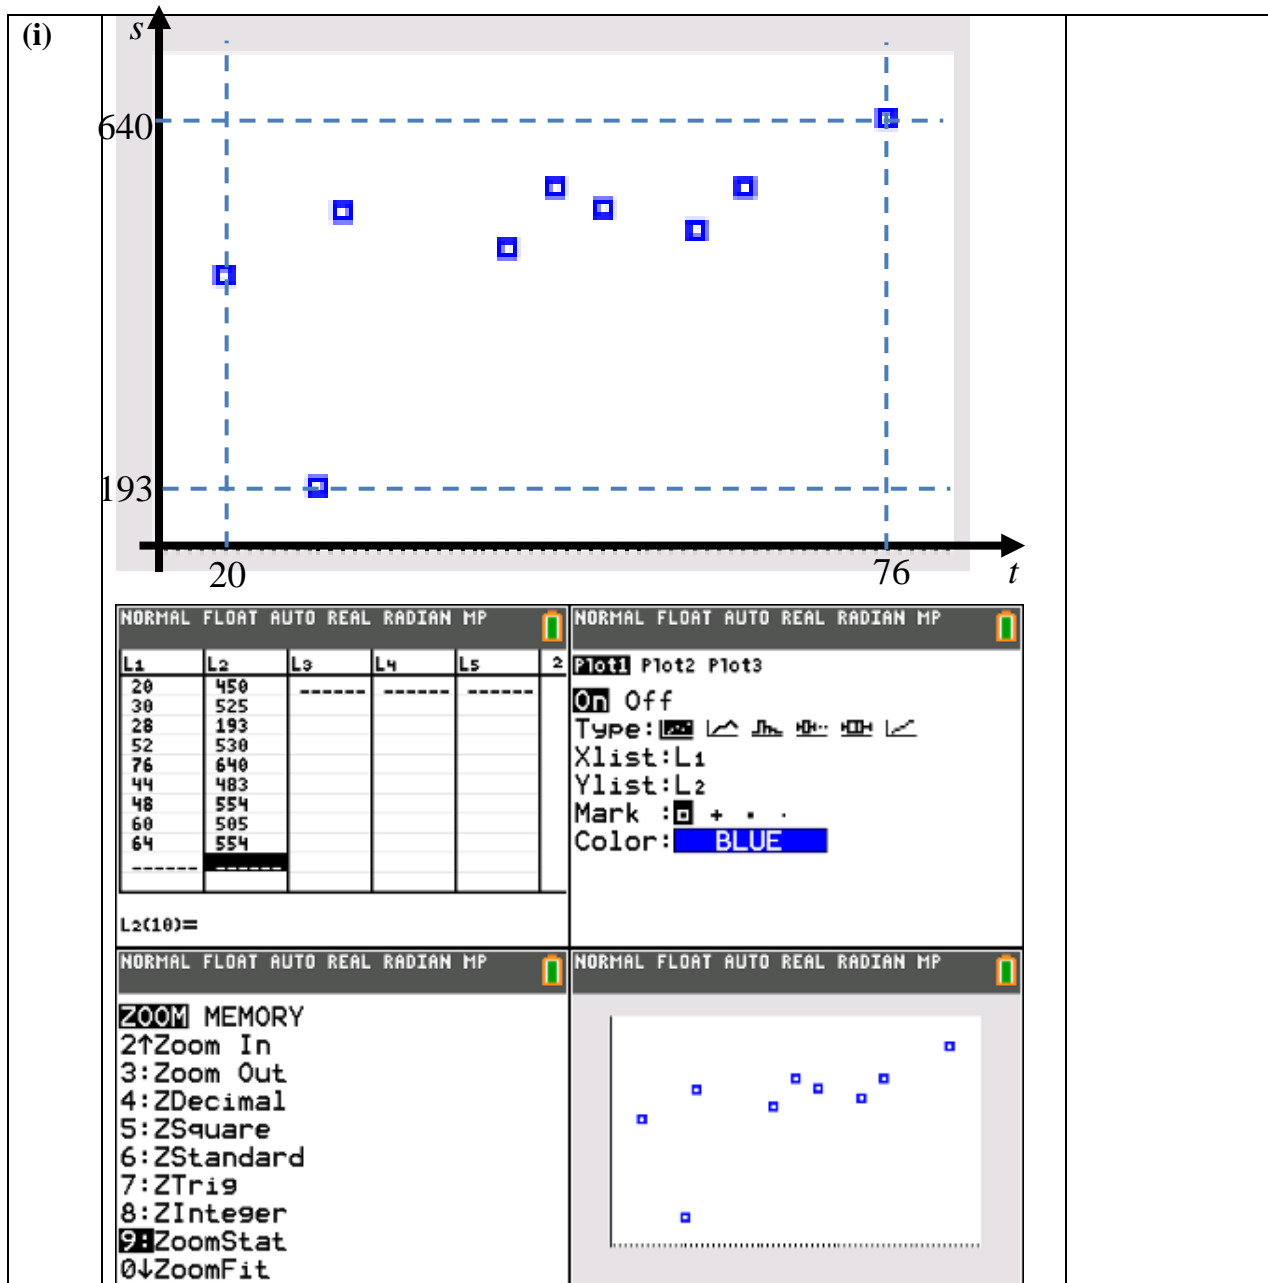 (i)
s
640
193
20
76
t
NORMAL FLOAT AUTO REAL RADIAN MP
L1 L2 L3 L4 L5 2
20 450 ------ ------ ------
30 525
28 193
52 530
76 640
44 483
48 554
60 505
64 554
------ ------
L2(10)=
NORMAL FLOAT AUTO REAL RADIAN MP
Plot1 Plot2 Plot3
On Off
Type:
Xlist:L1
Ylist:L2
Mark : + · ·
Color: BLUE
NORMAL FLOAT AUTO REAL RADIAN MP
ZOOM MEMORY
2↑Zoom In
3:Zoom Out
4:ZDecimal
5:ZSquare
6:ZStandard
7:ZTrig
8:ZInteger
9:ZoomStat
0↓ZoomFit
NORMAL FLOAT AUTO REAL RADIAN MP